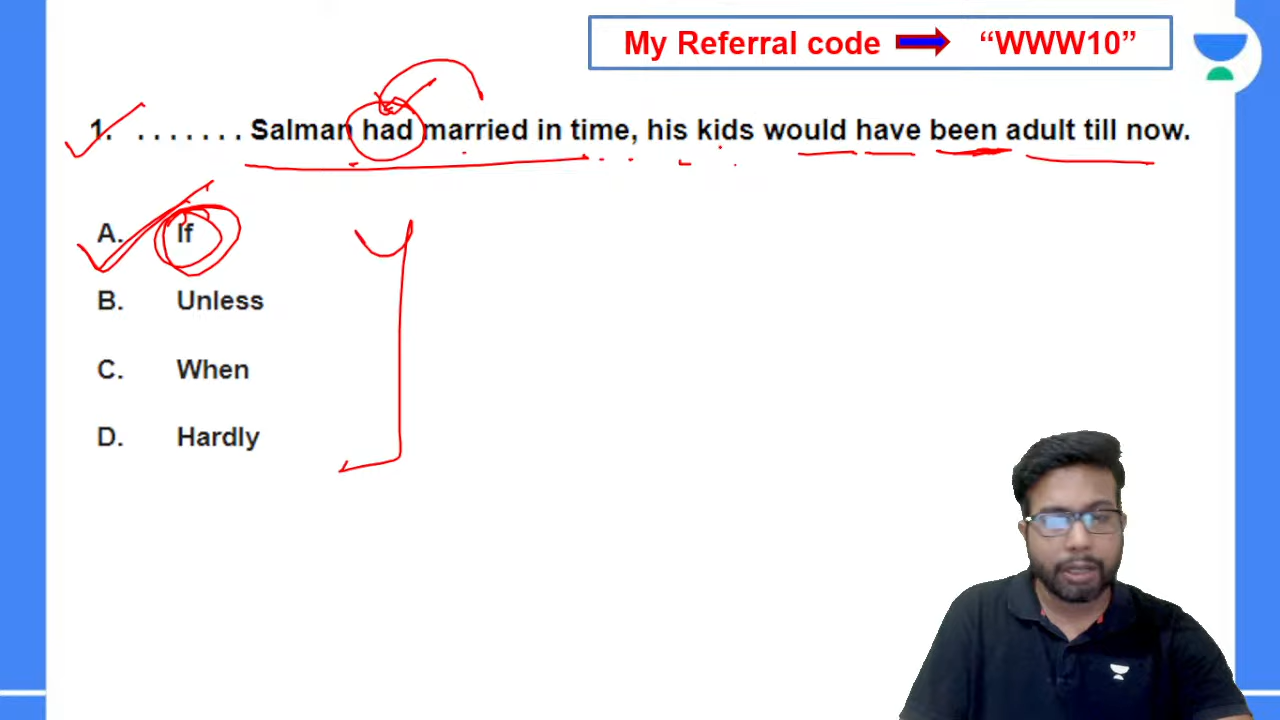 My Referral code “WWW10”
1. . . . . . . . Salman had married in time, his kids would have been adult till now.
A. If
B. Unless
C. When
D. Hardly